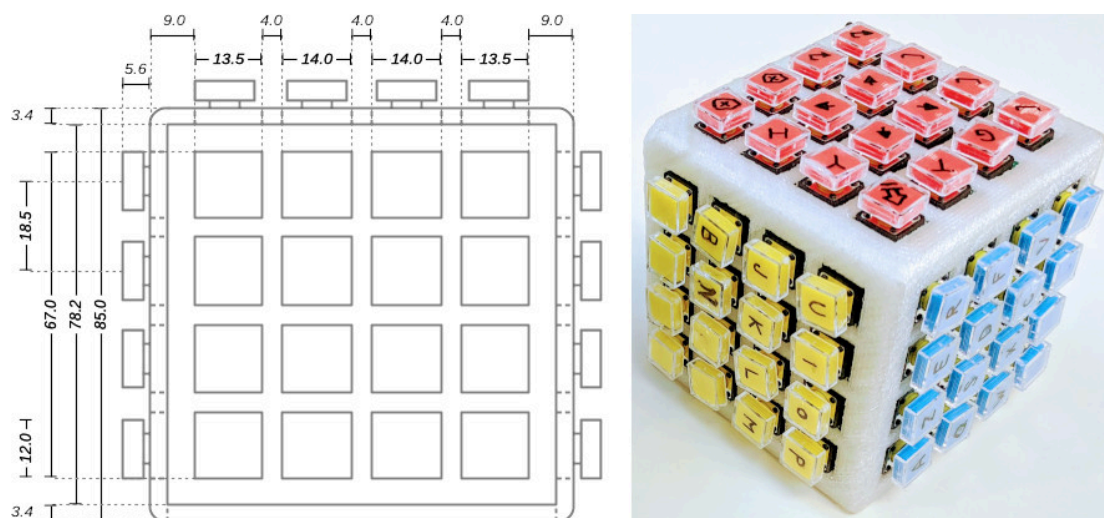 9.0 4.0 4.0 4.0 9.0
13.5 14.0 14.0 13.5
5.6
3.4
18.5
67.0
78.2
85.0
12.0
3.4
H
Y
G
Y
B J U
N K I
L O
M P
R F V
E D C
Z S X
A Q W